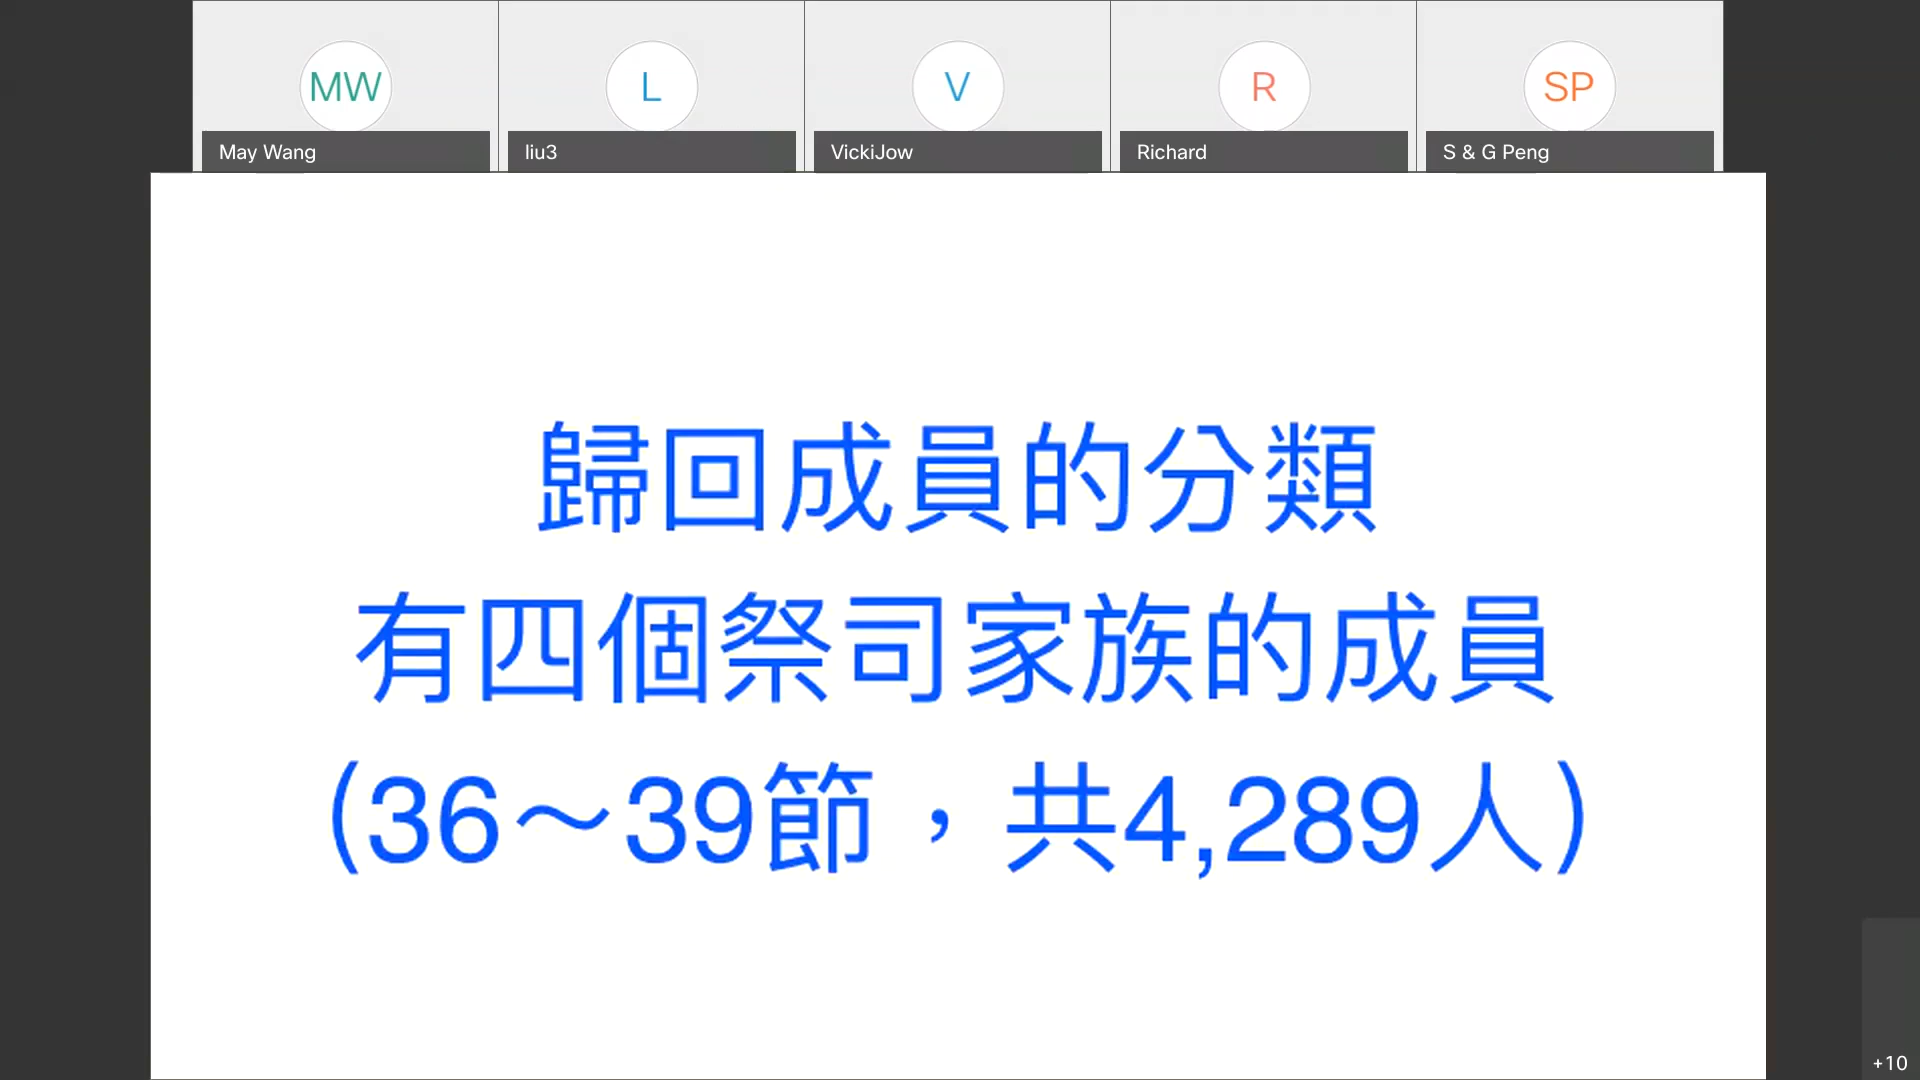 MW
L
V
R
SP
May Wang
liu3
VickiJow
Richard
S & G Peng
歸回成員的分類
有四個祭司家族的成員
(36～39節，共4,289人)
+10